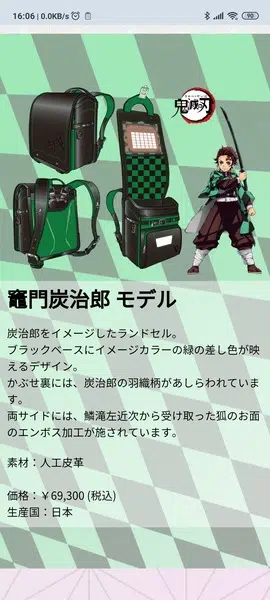 16:06 | 0.0KB/s
90
鬼滅の刃
竈門炭治郎 モデル
炭治郎をイメージしたランドセル。
ブラックベースにイメージカラーの緑の差し色が映
えるデザイン。
かぶせ裏には、炭治郎の羽織柄があしらわれていま
す。
両サイドには、鱗滝左近次から受け取った狐のお面
のエンボス加工が施されています。
素材：人工皮革
価格：￥69,300 (税込)
生産国：日本